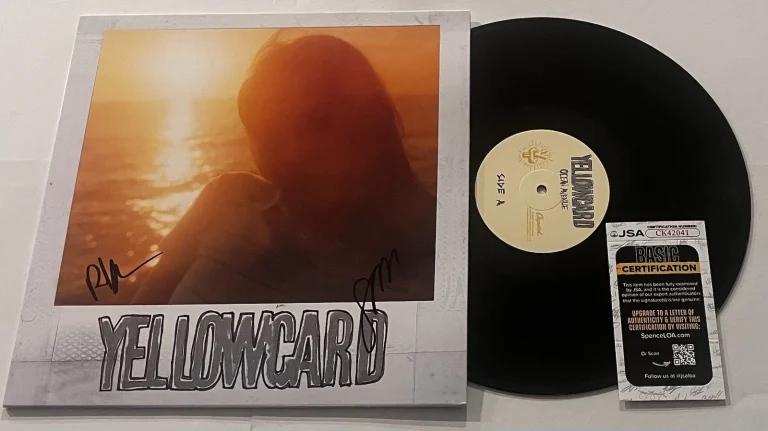 YELLOWCARD
YELLOWCARD
OCEAN AVENUE
SIDE A
Capitol
JSA
CERTIFICATION NUMBER
CK42041
BASIC
CERTIFICATION
This item has been fully examined
by JSA, and it is the considered
opinion of our expert authenticators
that the signature(s) is/are genuine.
UPGRADE TO A LETTER OF
AUTHENTICITY & VERIFY THIS
CERTIFICATION BY VISITING:
SpenceLOA.com
Or Scan
Follow us at @jsaloa